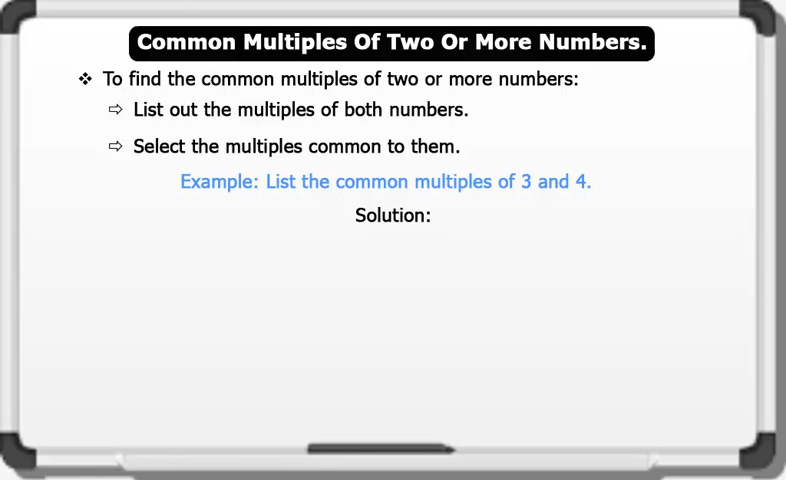 Common Multiples Of Two Or More Numbers.
❖ To find the common multiples of two or more numbers:
⇨ List out the multiples of both numbers.
⇨ Select the multiples common to them.
Example: List the common multiples of 3 and 4.
Solution: